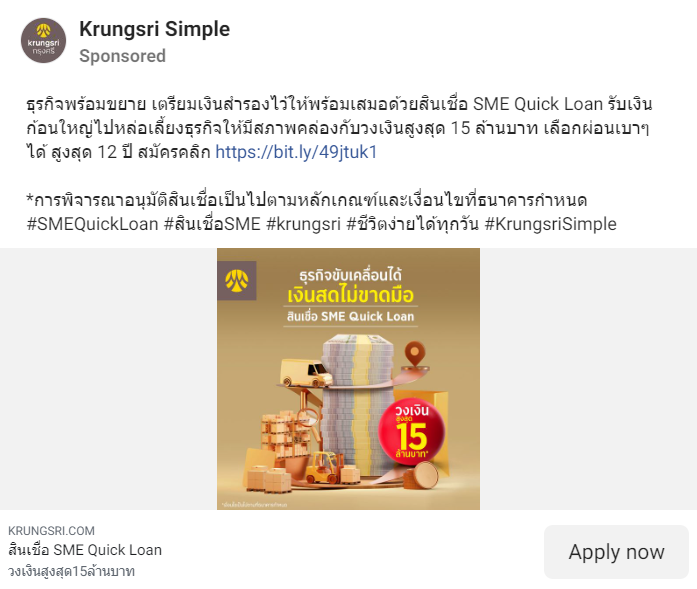 krungsri
กรุงศรี
Krungsri Simple
Sponsored
ธุรกิจพร้อมขยาย เตรียมเงินสำรองไว้ให้พร้อมเสมอด้วยสินเชื่อ SME Quick Loan รับเงิน
ก้อนใหญ่ไปหล่อเลี้ยงธุรกิจให้มีสภาพคล่องกับวงเงินสูงสุด 15 ล้านบาท เลือกผ่อนเบาๆ
ได้ สูงสุด 12 ปี สมัครคลิก https://bit.ly/49jtuk1
*การพิจารณาอนุมัติสินเชื่อเป็นไปตามหลักเกณฑ์และเงื่อนไขที่ธนาคารกำหนด
#SMEQuickLoan #สินเชื่อSME #krungsri #ชีวิตง่ายได้ทุกวัน #KrungsriSimple
ธุรกิจขับเคลื่อนได้
เงินสดไม่ขาดมือ
สินเชื่อ SME Quick Loan
วงเงิน
สูงสุด
15
ล้านบาท*
KRUNGSRI.COM
สินเชื่อ SME Quick Loan
วงเงินสูงสุด15ล้านบาท
Apply now